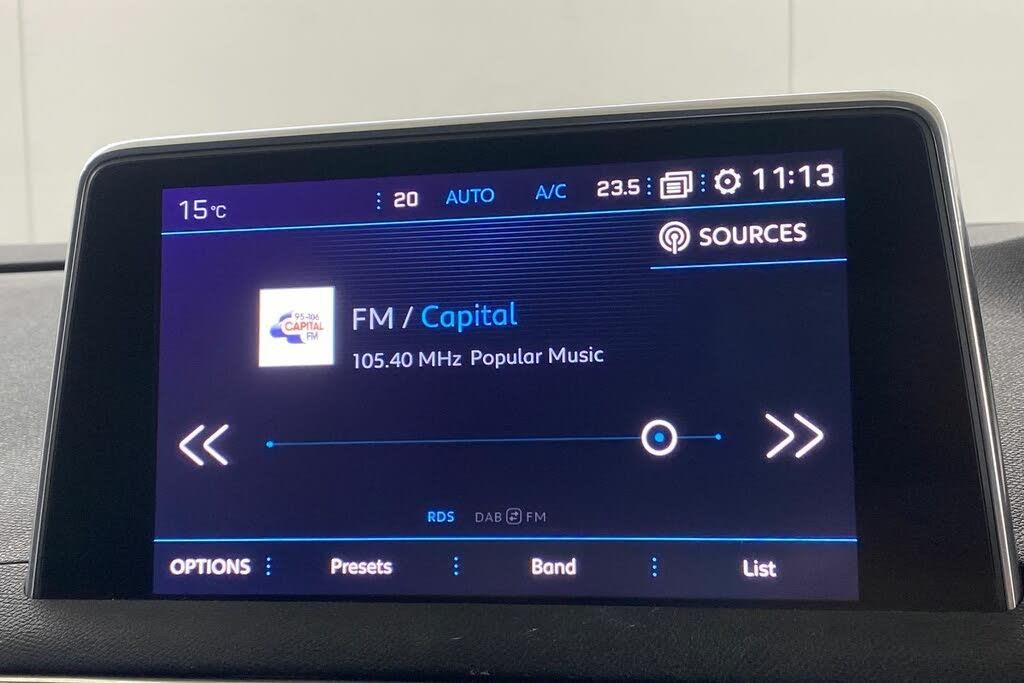 15°C 20 AUTO A/C 23.5 11:13
SOURCES
95-106
CAPITAL
FM
FM / Capital
105.40 MHz Popular Music
RDS DAB FM
OPTIONS Presets Band List